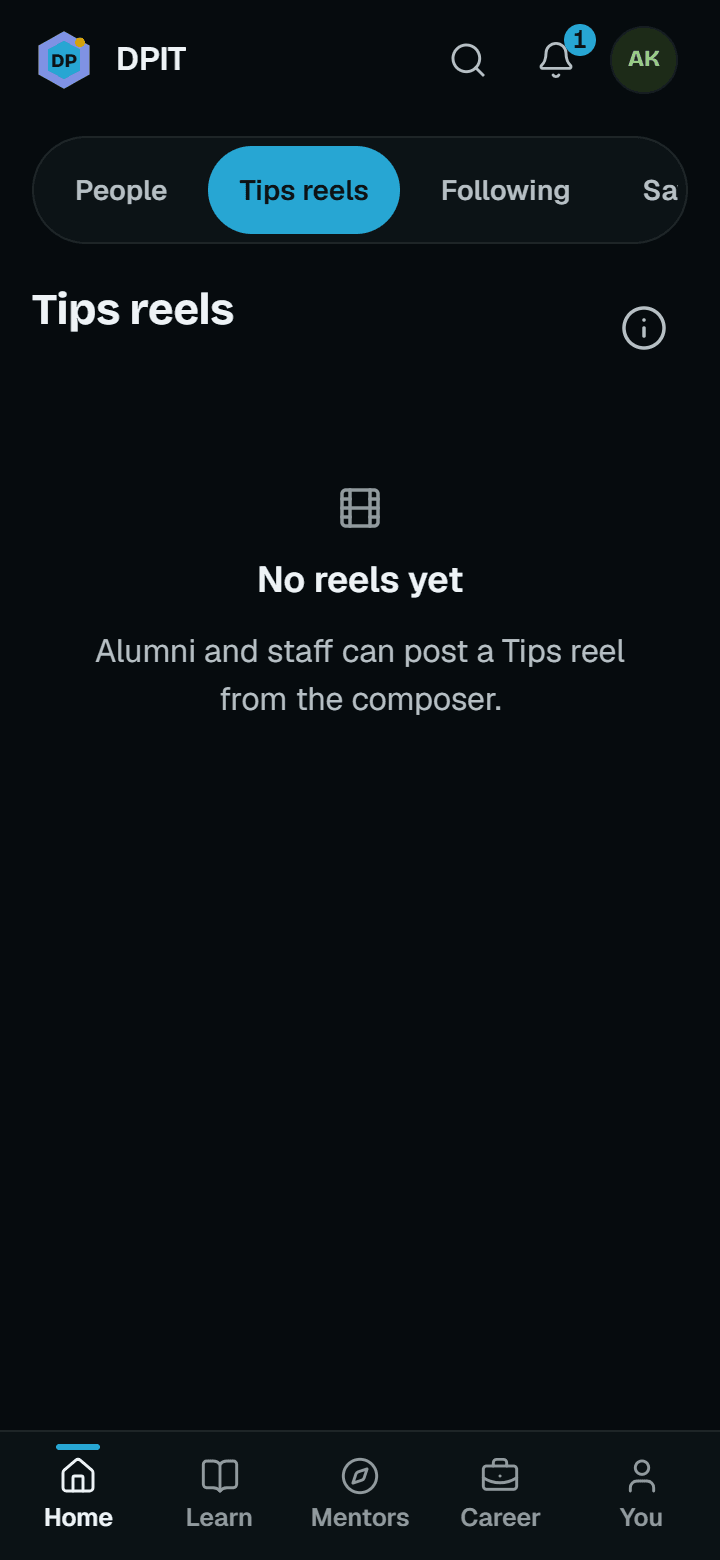 DP
DPIT
1
AK
People
Tips reels
Following
Sa
Tips reels
No reels yet
Alumni and staff can post a Tips reel
from the composer.
Home
Learn
Mentors
Career
You